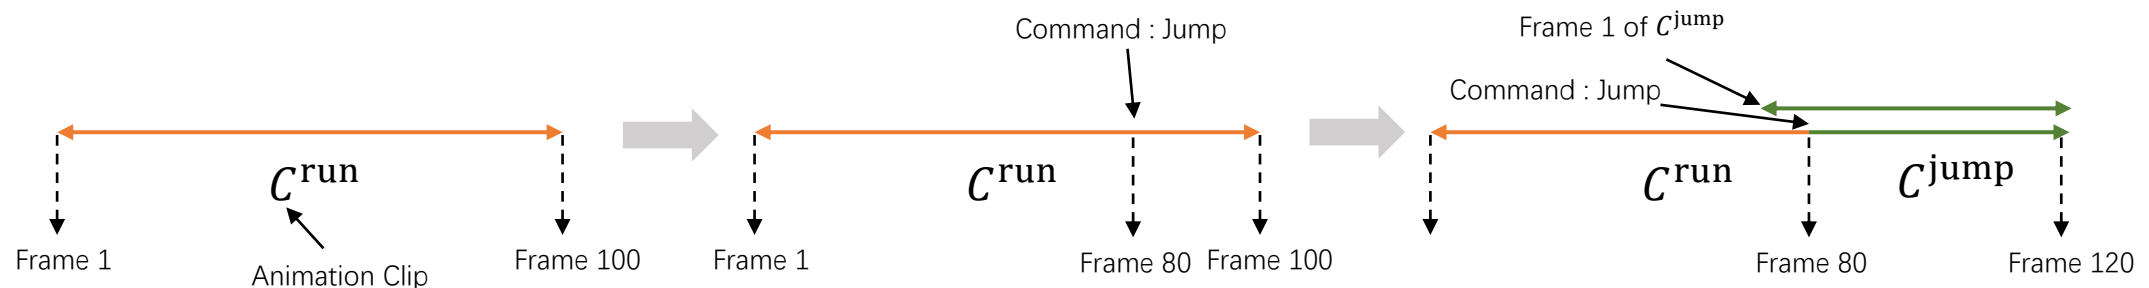 C^run
Frame 1
Frame 100
Animation Clip
Command : Jump
C^run
Frame 1
Frame 80
Frame 100
Frame 1 of C^jump
Command : Jump
C^run
C^jump
Frame 80
Frame 120